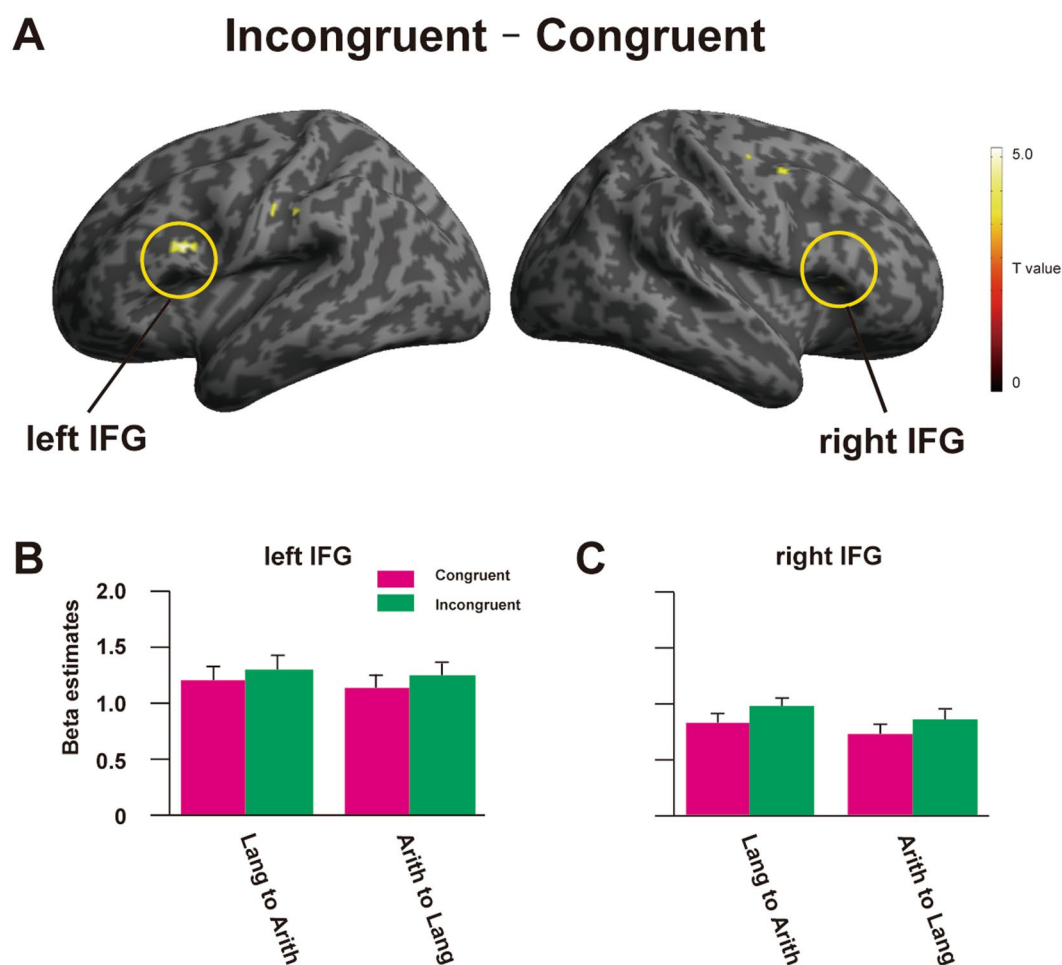 A
Incongruent – Congruent
5.0
T value
0
left IFG
right IFG
B
left IFG
Congruent
Incongruent
Beta estimates
2.0
1.5
1.0
0.5
0
Lang to Arith
Arith to Lang
C
right IFG
Lang to Arith
Arith to Lang